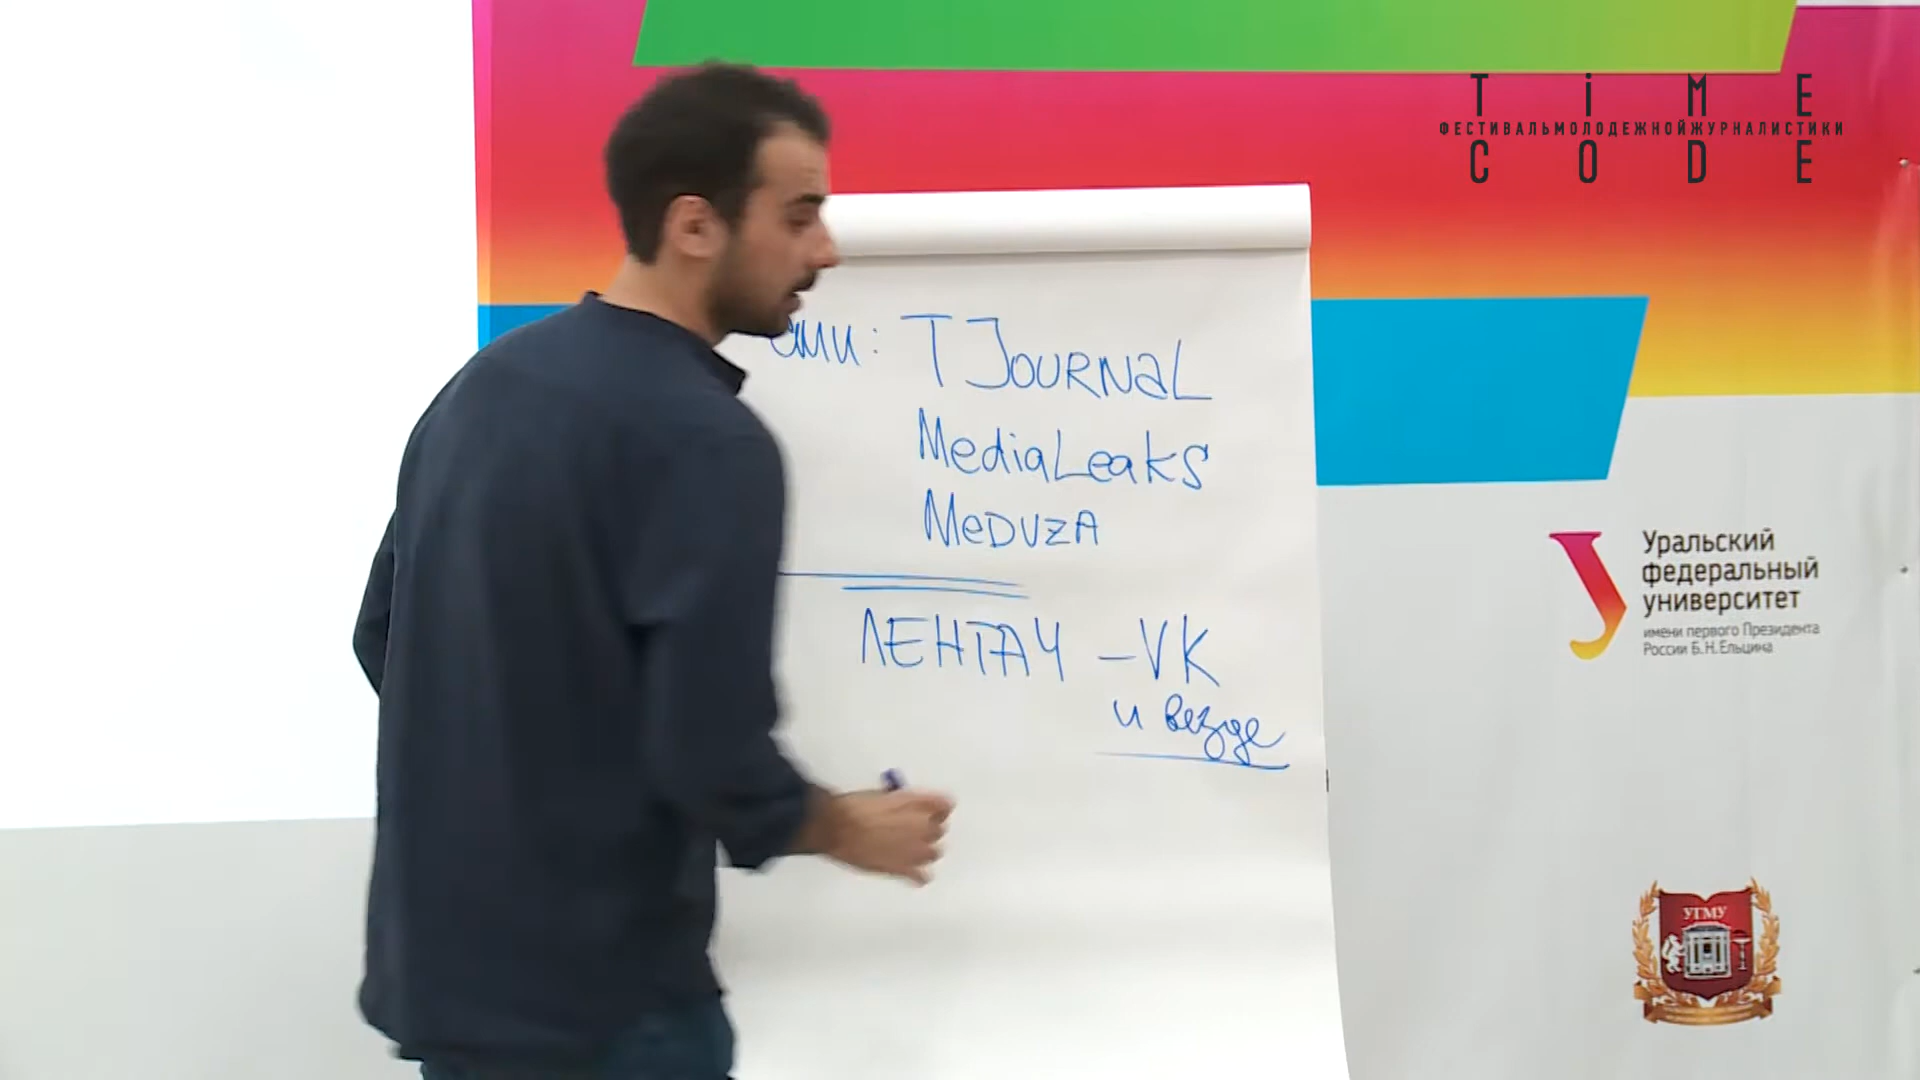 TiME
ФЕСТИВАЛЬМОЛОДЕЖНОЙЖУРНАЛИСТИКИ
CODE
сми: TJOURNAL
MediaLeaks
MeDUZA
ЛЕНТАЧ – VK
и везде
Уральский
федеральный
университет
имени первого Президента
России Б.Н.Ельцина
УГМУ